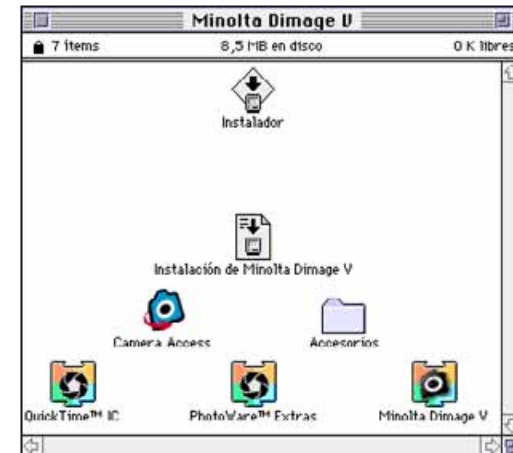 Minolta Dimage V
7 ítems 8,5 MB en disco 0 K libres
Instalador
Instalación de Minolta Dimage V
Camera Access Accesorios
QuickTime™ IC PhotoWare™ Extras Minolta Dimage V